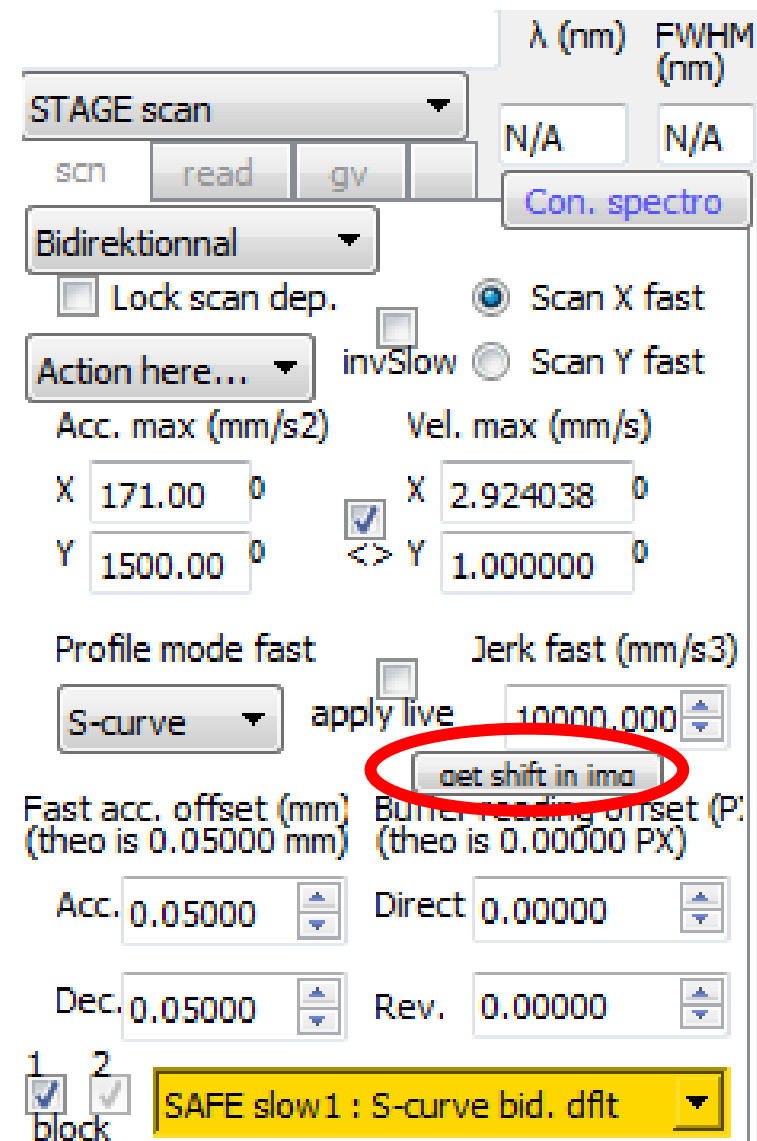 λ (nm) FWHM (nm)
STAGE scan
N/A N/A
scn read gv
Con. spectro
Bidirektionnal
Lock scan dep.
Scan X fast
invSlow
Scan Y fast
Action here...
Acc. max (mm/s2) Vel. max (mm/s)
X 171.00 0 X 2.924038 0
Y 1500.00 0 <> Y 1.000000 0
Profile mode fast Jerk fast (mm/s3)
S-curve apply live 10000.000
get shift in img
Fast acc. offset (mm) Buffer reading offset (P
(theo is 0.05000 mm) (theo is 0.00000 PX)
Acc. 0.05000 Direct 0.00000
Dec. 0.05000 Rev. 0.00000
1 2
block
SAFE slow1 : S-curve bid. dflt